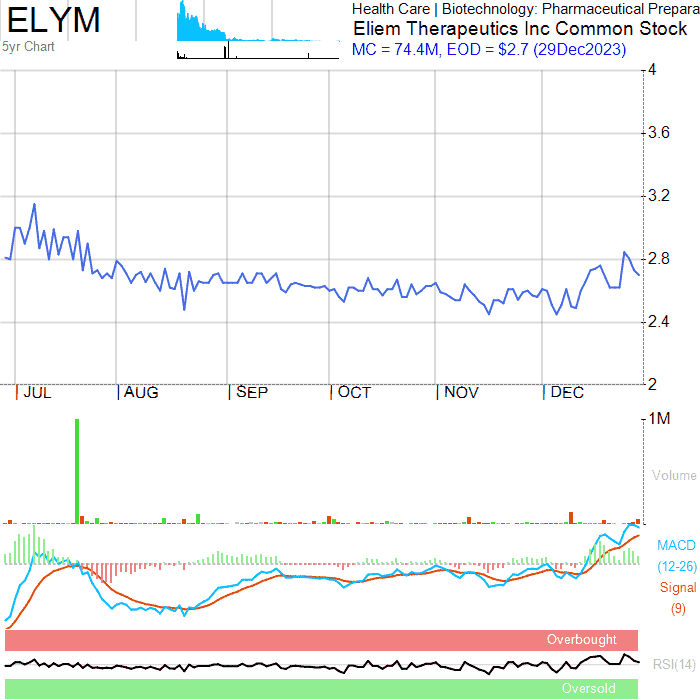 ELYM
5yr Chart
Health Care | Biotechnology: Pharmaceutical Prepara
Eliem Therapeutics Inc Common Stock
MC = 74.4M, EOD = $2.7 (29Dec2023)
4
3.6
3.2
2.8
2.4
2
JUL
AUG
SEP
OCT
NOV
DEC
1M
Volume
MACD
(12-26)
Signal
(9)
Overbought
RSI(14)
Oversold